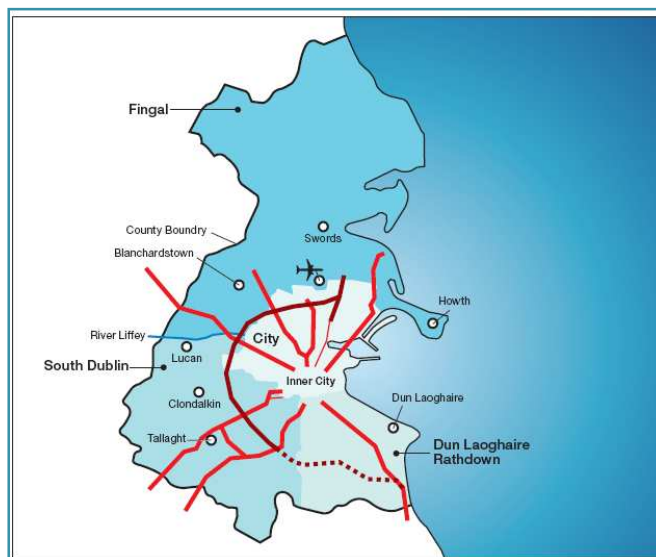 Fingal
County Boundry
Swords
Blanchardstown
Howth
River Liffey
City
Lucan
South Dublin
Inner City
Clondalkin
Dun Laoghaire
Tallaght
Dun Laoghaire
Rathdown